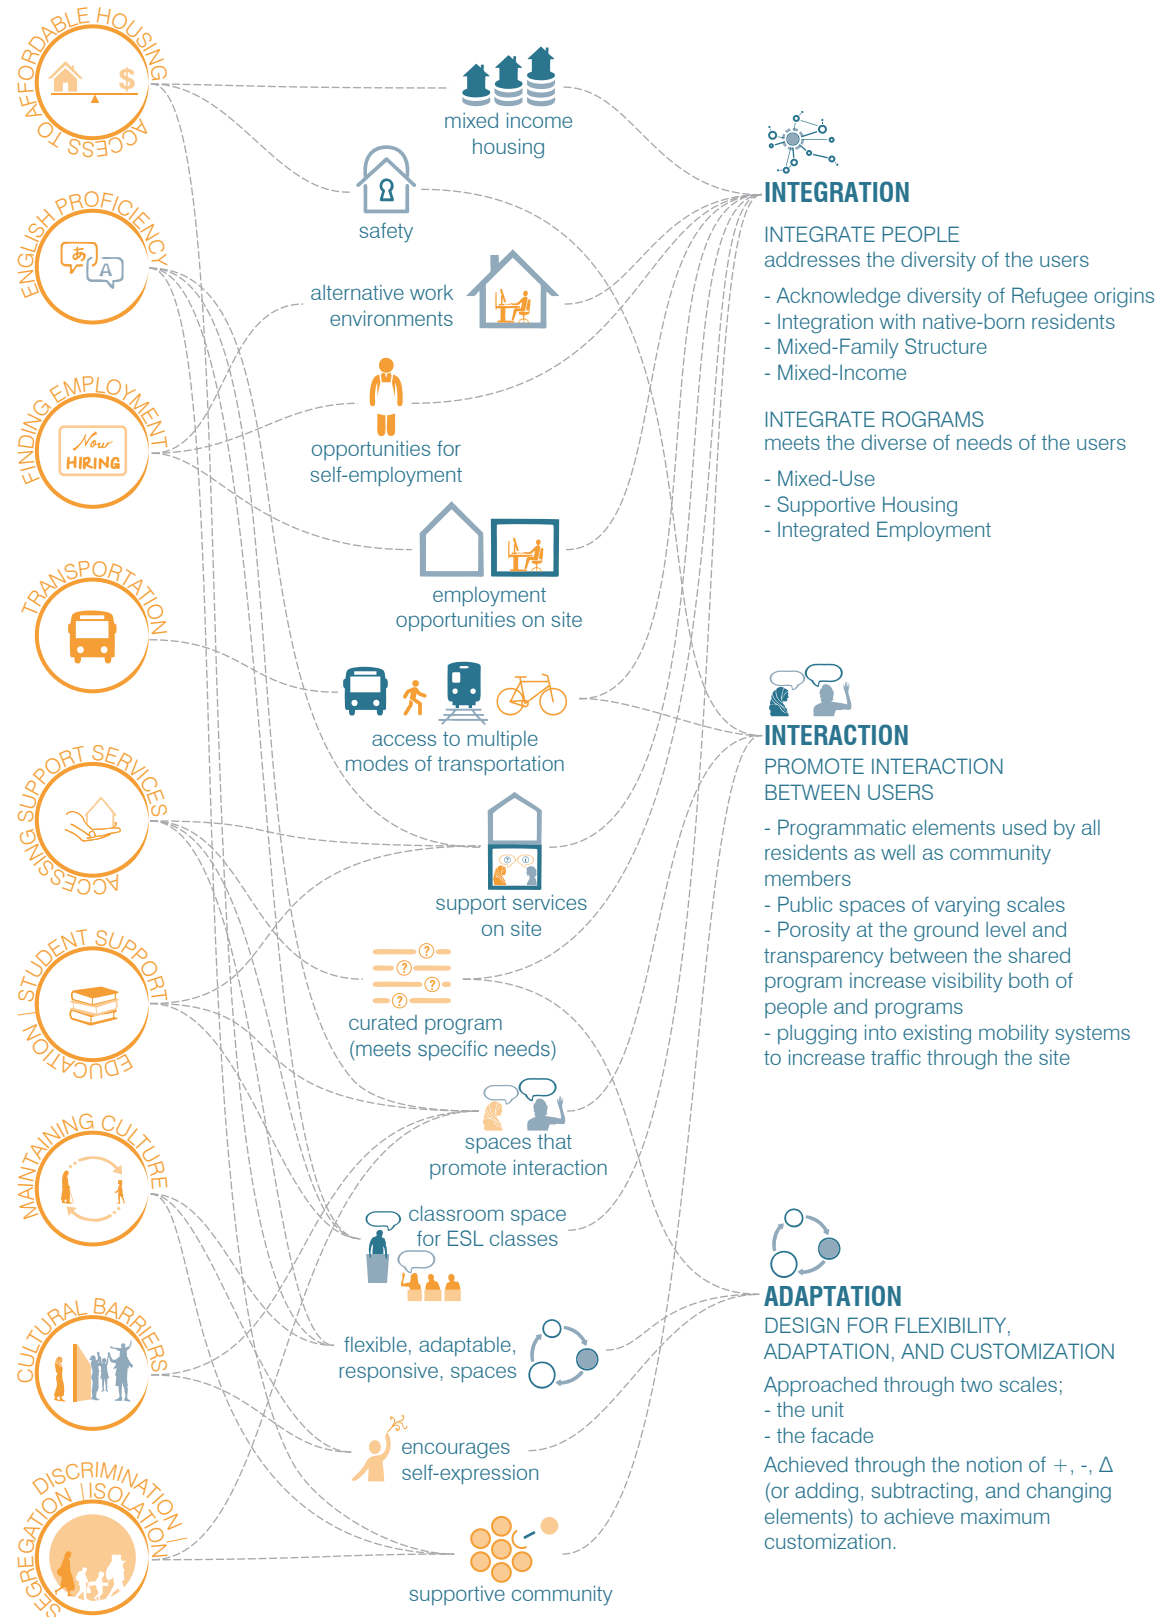 ACCESS TO AFFORDABLE HOUSING
$
ENGLISH PROFICIENCY
あ
A
FINDING EMPLOYMENT
Now
HIRING
TRANSPORTATION
ACCESSING SUPPORT SERVICES
EDUCATION | STUDENT SUPPORT
MAINTAINING CULTURE
CULTURAL BARRIERS
DISCRIMINATION /
SEGREGATION | ISOLATION
mixed income
housing
safety
alternative work
environments
opportunities for
self-employment
employment
opportunities on site
access to multiple
modes of transportation
support services
on site
?
?
?
?
curated program
(meets specific needs)
spaces that
promote interaction
classroom space
for ESL classes
flexible, adaptable,
responsive, spaces
encourages
self-expression
supportive community
INTEGRATION
INTEGRATE PEOPLE
addresses the diversity of the users
- Acknowledge diversity of Refugee origins
- Integration with native-born residents
- Mixed-Family Structure
- Mixed-Income
INTEGRATE ROGRAMS
meets the diverse of needs of the users
- Mixed-Use
- Supportive Housing
- Integrated Employment
INTERACTION
PROMOTE INTERACTION
BETWEEN USERS
- Programmatic elements used by all
residents as well as community
members
- Public spaces of varying scales
- Porosity at the ground level and
transparency between the shared
program increase visibility both of
people and programs
- plugging into existing mobility systems
to increase traffic through the site
ADAPTATION
DESIGN FOR FLEXIBILITY,
ADAPTATION, AND CUSTOMIZATION
Approached through two scales;
- the unit
- the facade
Achieved through the notion of +, -, Δ
(or adding, subtracting, and changing
elements) to achieve maximum
customization.